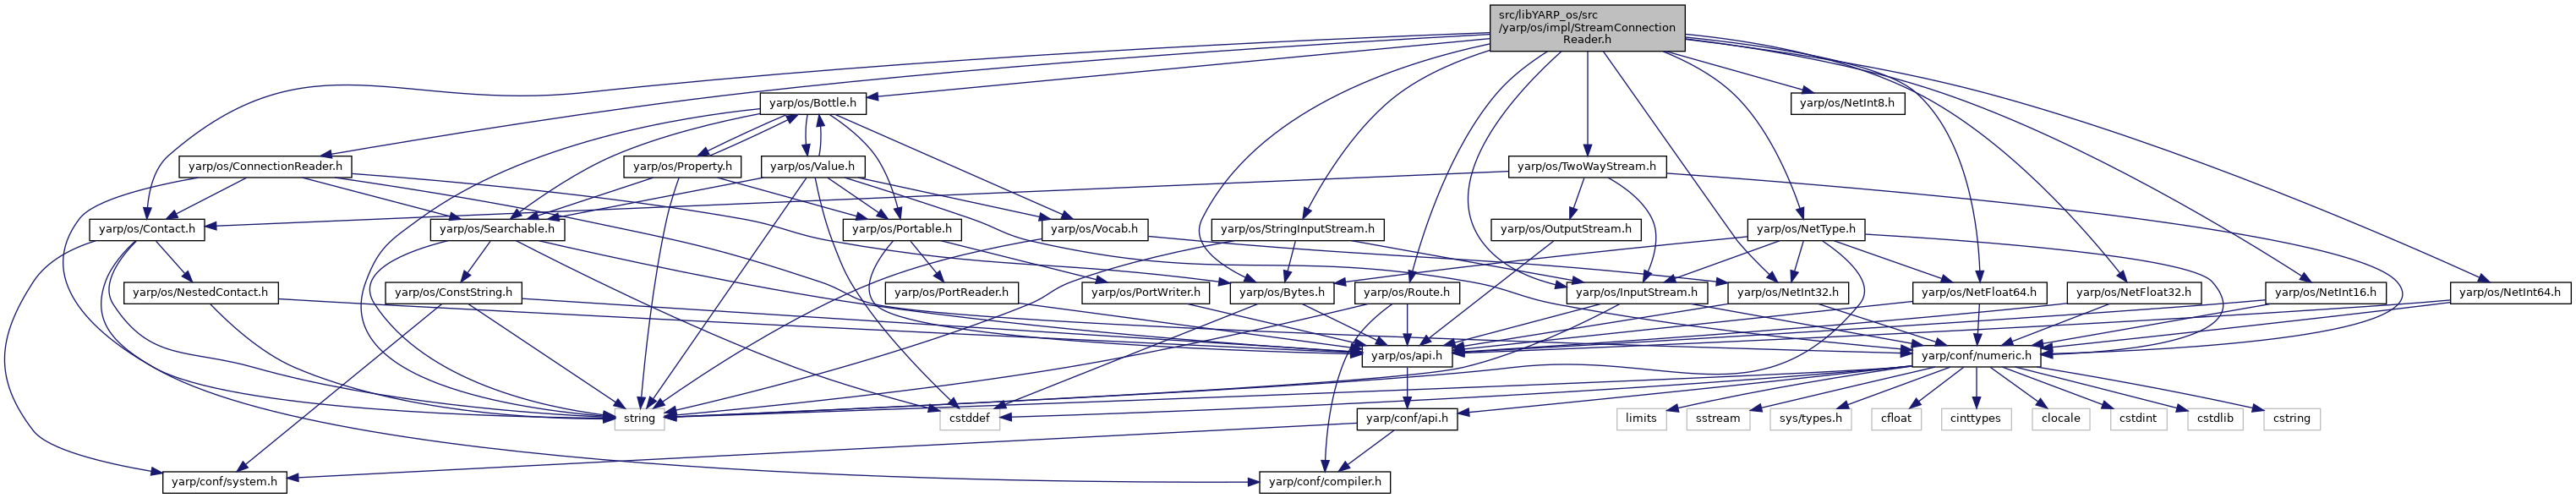 src/libYARP_os/src
/yarp/os/impl/StreamConnection
Reader.h
yarp/os/Bottle.h
yarp/os/NetInt8.h
yarp/os/ConnectionReader.h
yarp/os/Property.h
yarp/os/Value.h
yarp/os/TwoWayStream.h
yarp/os/Contact.h
yarp/os/Searchable.h
yarp/os/Portable.h
yarp/os/Vocab.h
yarp/os/StringInputStream.h
yarp/os/OutputStream.h
yarp/os/NetType.h
yarp/os/NestedContact.h
yarp/os/ConstString.h
yarp/os/PortReader.h
yarp/os/PortWriter.h
yarp/os/Bytes.h
yarp/os/Route.h
yarp/os/InputStream.h
yarp/os/NetInt32.h
yarp/os/NetFloat64.h
yarp/os/NetFloat32.h
yarp/os/NetInt16.h
yarp/os/NetInt64.h
yarp/os/api.h
yarp/conf/numeric.h
string
cstddef
yarp/conf/api.h
limits
sstream
sys/types.h
cfloat
cinttypes
clocale
cstdint
cstdlib
cstring
yarp/conf/system.h
yarp/conf/compiler.h